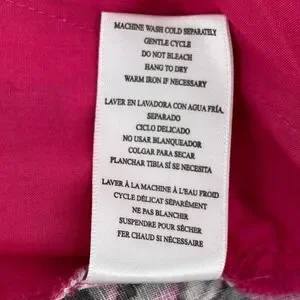 MACHINE WASH COLD SEPARATELY
GENTLE CYCLE
DO NOT BLEACH
HANG TO DRY
WARM IRON IF NECESSARY
LAVER EN LAVADORA CON AGUA FRÍA.
SEPARADO
CICLO DELICADO
NO USAR BLANQUEADOR
COLGAR PARA SECAR
PLANCHAR TIBIA SÍ SE NECESITA
LAVER À LA MACHINE À L'EAU FROID
CYCLE DÉLICAT SÉPARÉMENT
NE PAS BLANCHIR
SUSPENDRE POUR SÉCHER
FER CHAUD SI NÉCESSAIRE